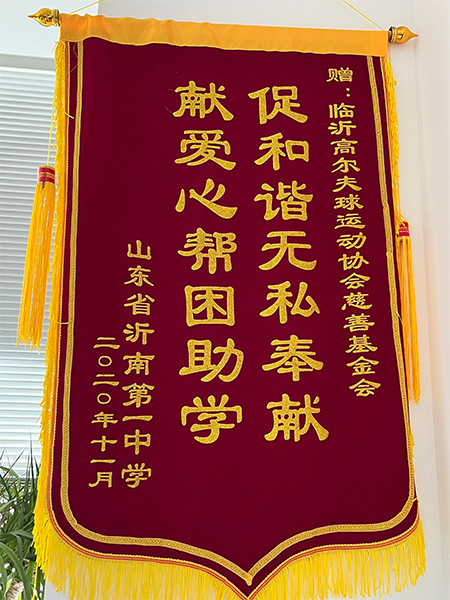 赠：临沂高尔夫球运动协会慈善基金会
促和谐无私奉献
献爱心帮困助学
山东省沂南第一中学
二〇二〇年十一月